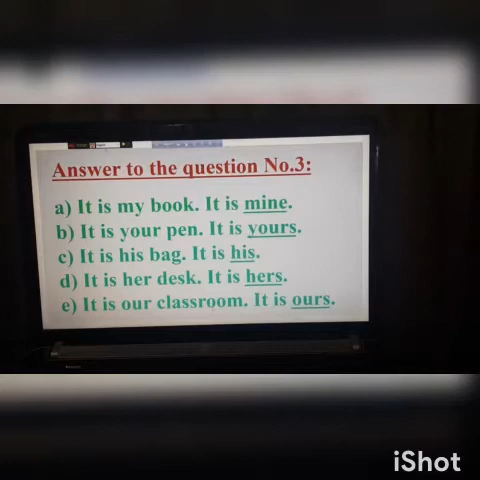 Answer to the question No.3:
a) It is my book. It is mine.
b) It is your pen. It is yours.
c) It is his bag. It is his.
d) It is her desk. It is hers.
e) It is our classroom. It is ours.
iShot